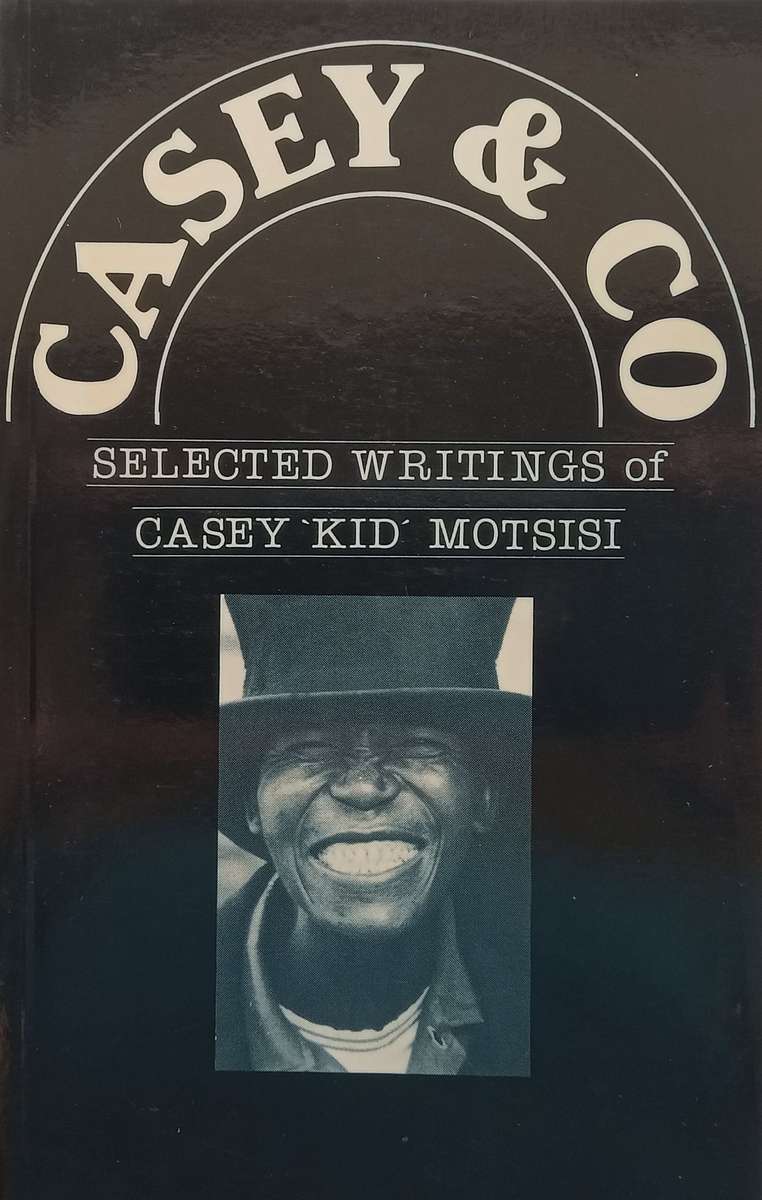 CASEY & CO
SELECTED WRITINGS of
CASEY `KID´ MOTSISI